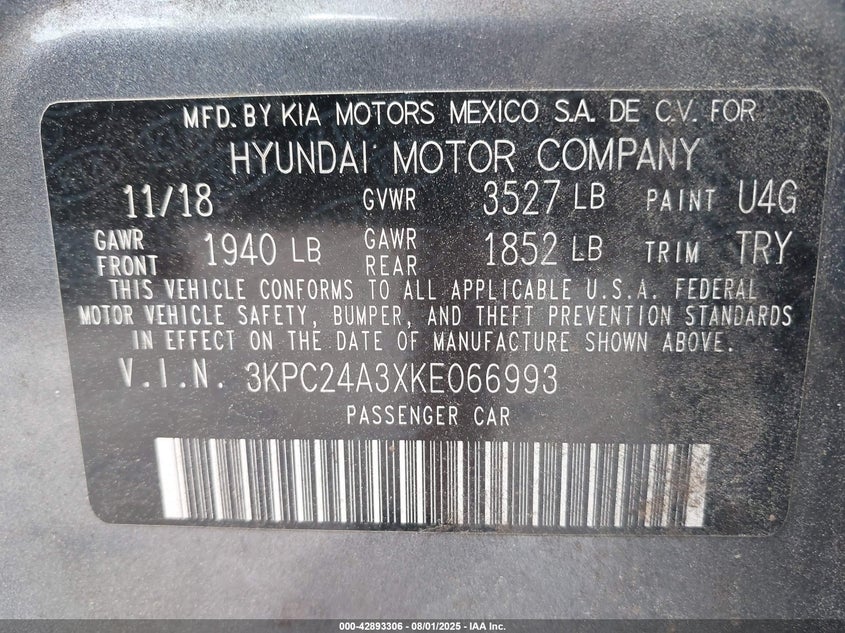 MFD. BY KIA MOTORS MEXICO S.A. DE C.V. FOR
HYUNDAI MOTOR COMPANY
11/18 GVWR 3527 LB PAINT U4G
GAWR FRONT 1940 LB GAWR REAR 1852 LB TRIM TRY
THIS VEHICLE CONFORMS TO ALL APPLICABLE U.S.A. FEDERAL
MOTOR VEHICLE SAFETY, BUMPER, AND THEFT PREVENTION STANDARDS
IN EFFECT ON THE DATE OF MANUFACTURE SHOWN ABOVE.
V.I.N. 3KPC24A3XKE066993
PASSENGER CAR
000-42893306 - 08/01/2025 - IAA Inc.